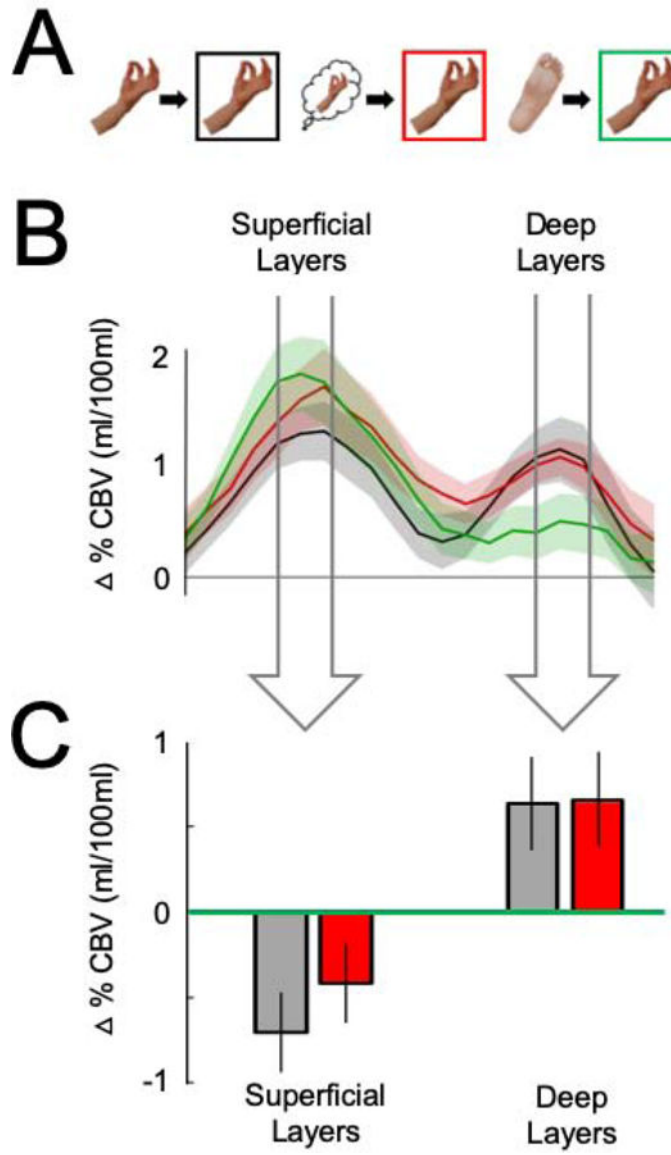 A
B
Superficial
Layers
Deep
Layers
Δ % CBV (ml/100ml)
2
1
0
C
Δ % CBV (ml/100ml)
1
0
-1
Superficial
Layers
Deep
Layers